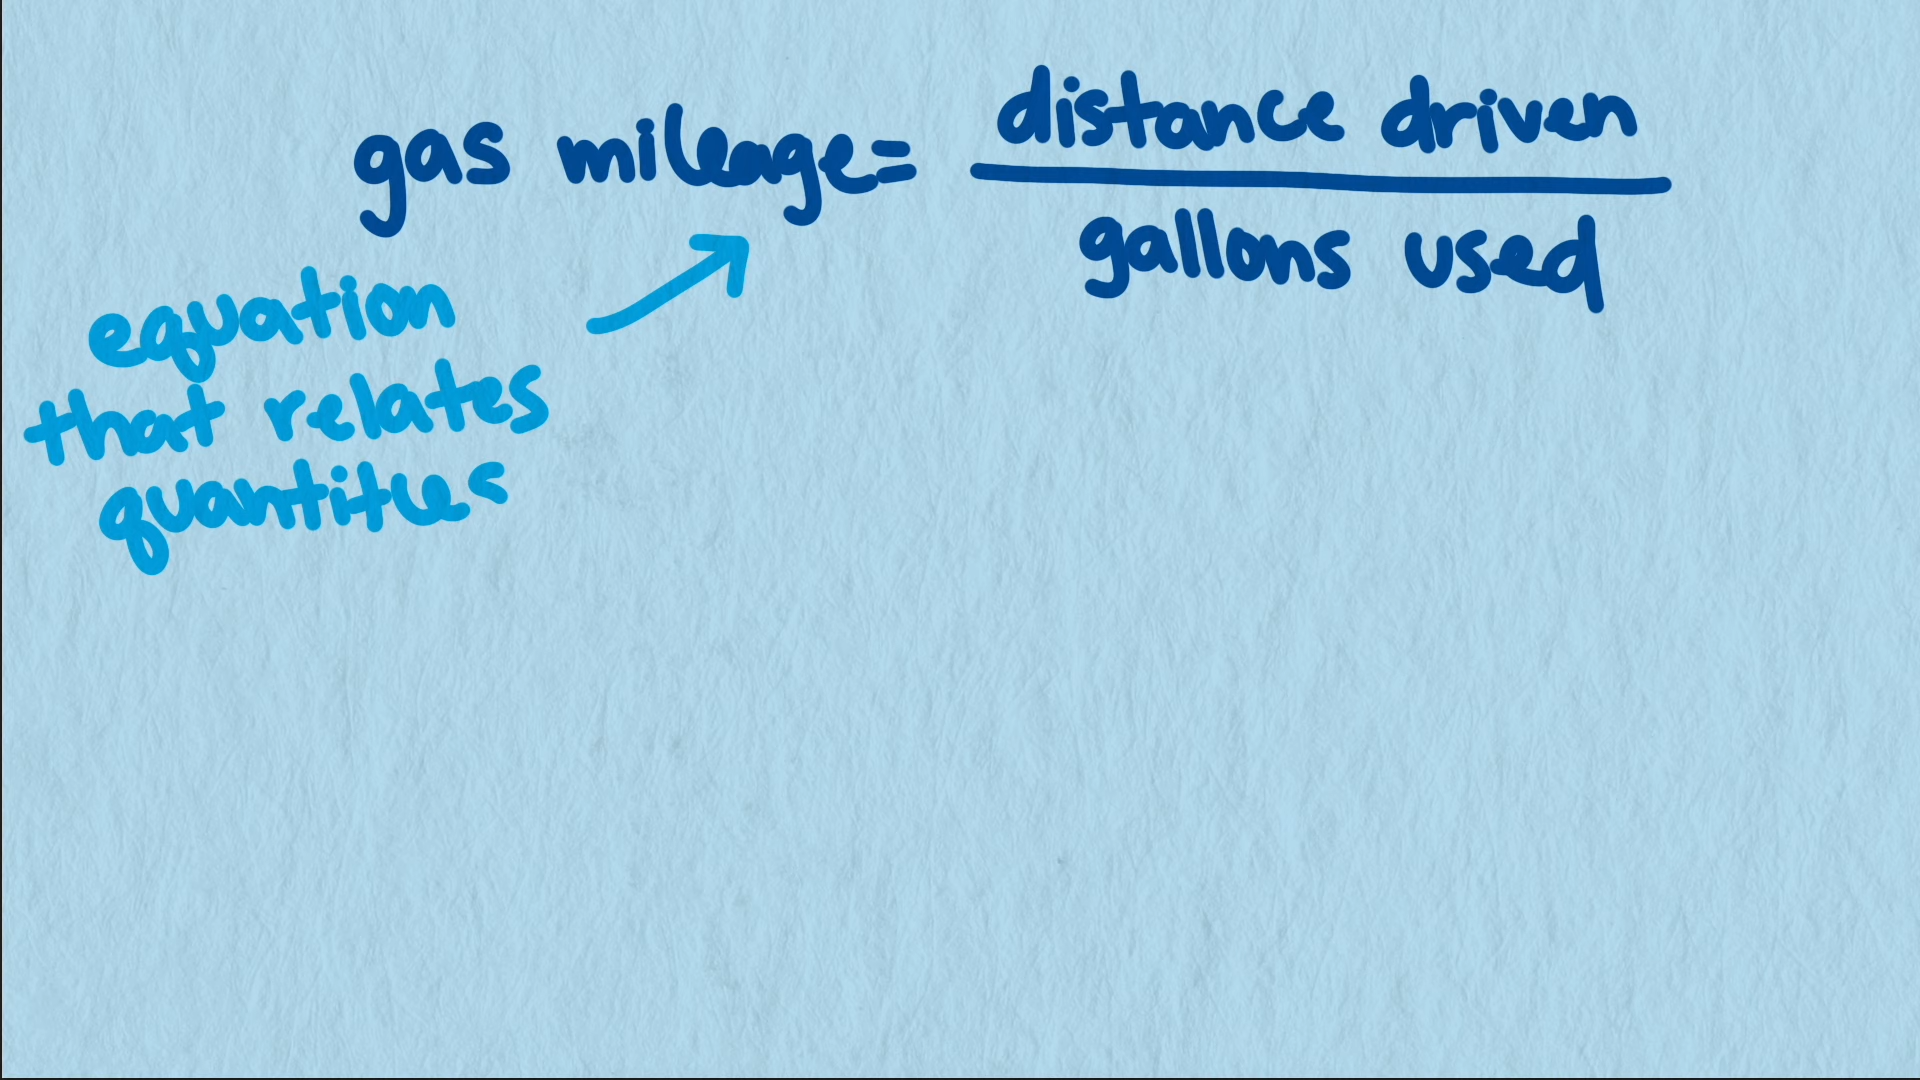 gas mileage = distance driven
gallons used
equation
that relates
quantities